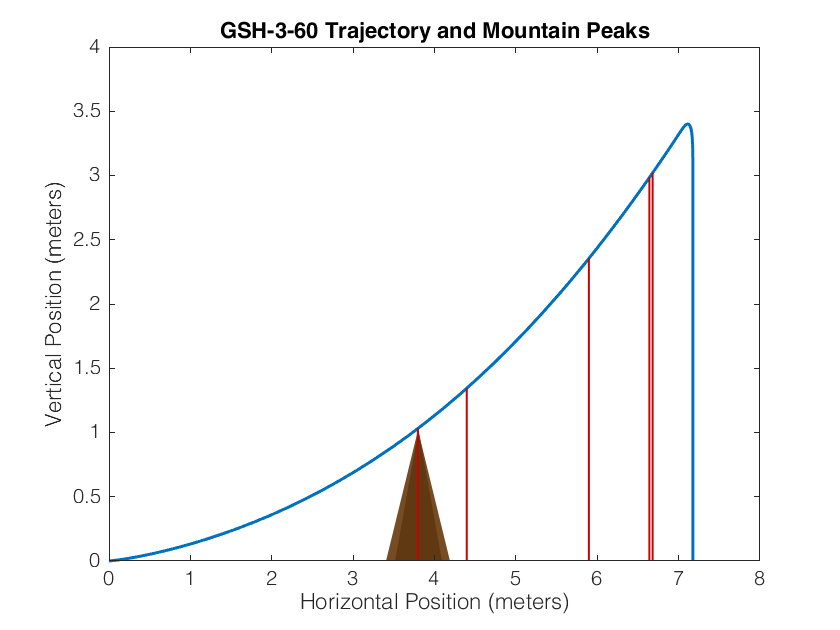 GSH-3-60 Trajectory and Mountain Peaks
4
3.5
3
2.5
2
1.5
1
0.5
0
Vertical Position (meters)
0 1 2 3 4 5 6 7 8
Horizontal Position (meters)